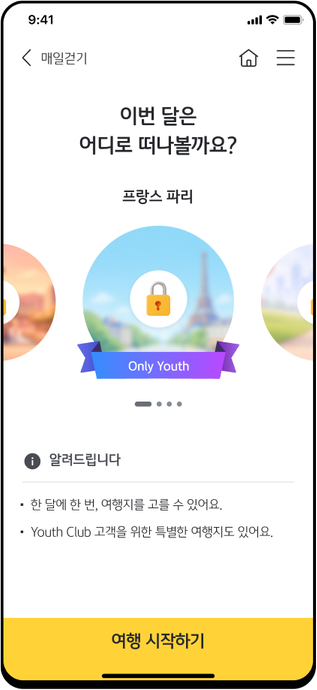 9:41
매일걷기
이번 달은
어디로 떠나볼까요?
프랑스 파리
Only Youth
알려드립니다
• 한 달에 한 번, 여행지를 고를 수 있어요.
• Youth Club 고객을 위한 특별한 여행지도 있어요.
여행 시작하기